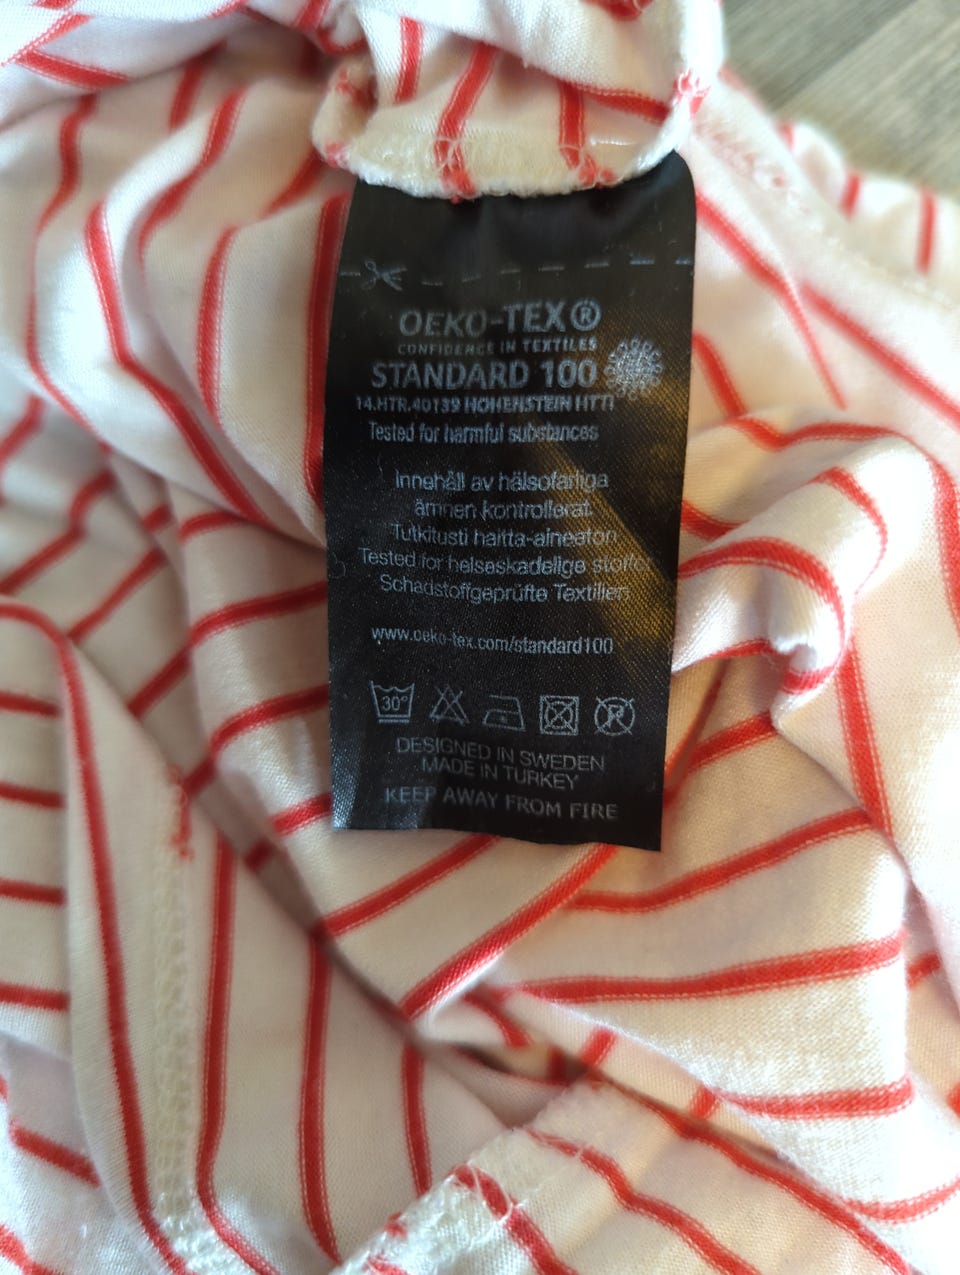 OEKO-TEX®
CONFIDENCE IN TEXTILES
STANDARD 100
14.HTR.40139 HOHENSTEIN HTTI
Tested for harmful substances
Innehåll av hälsofarliga
ämnen kontrollerat.
Tutkitusti haitta-aineeton
Tested for helseskadelige stoffer
Schadstoffgeprüfte Textilien
www.oeko-tex.com/standard100
30°
DESIGNED IN SWEDEN
MADE IN TURKEY
KEEP AWAY FROM FIRE